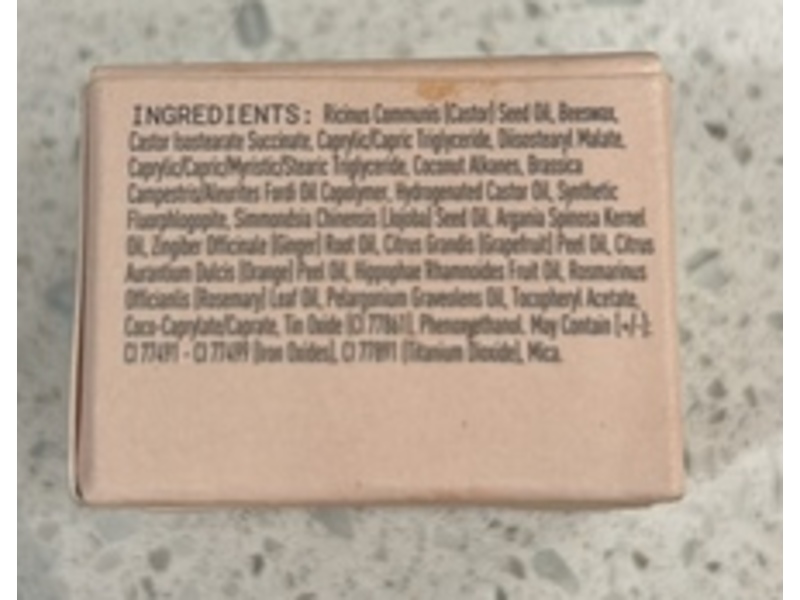 INGREDIENTS: Ricinus Communis (Castor) Seed Oil, Beeswax,
Castor Isostearate Succinate, Caprylic/Capric Triglyceride, Diisostearyl Malate,
Caprylic/Capric/Myristic/Stearic Triglyceride, Coconut Alkanes, Brassica
Campestris/Aleurites Fordi Oil Copolymer, Hydrogenated Castor Oil, Synthetic
Fluorphlogopite, Simmondsia Chinensis (Jojoba) Seed Oil, Argania Spinosa Kernel
Oil, Zingiber Officinale (Ginger) Root Oil, Citrus Grandis (Grapefruit) Peel Oil, Citrus
Aurantium Dulcis (Orange) Peel Oil, Hippophae Rhamnoides Fruit Oil, Rosmarinus
Officianlis (Rosemary) Leaf Oil, Pelargonium Graveolens Oil, Tocopheryl Acetate,
Coco-Caprylate/Caprate, Tin Oxide (CI 77861), Phenoxyethanol. May Contain (+/-):
CI 77491 - CI 77499 (Iron Oxides), CI 77891 (Titanium Dioxide), Mica.